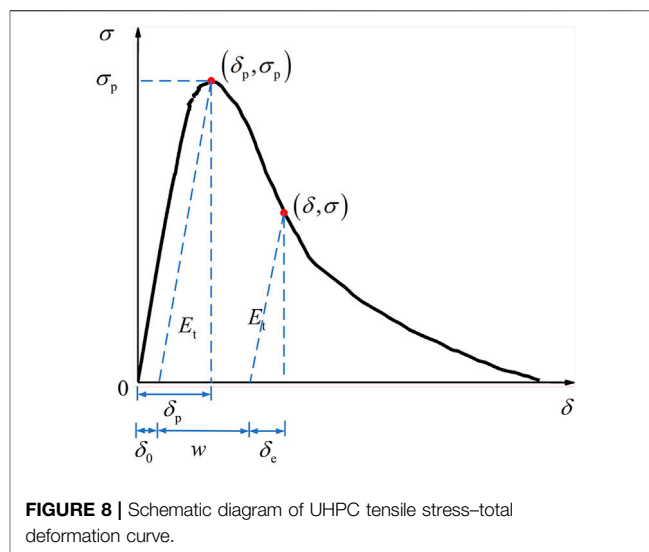 σ
σₚ
(δₚ,σₚ)
(δ,σ)
Eₜ
Eₜ
0
δₚ
δ
δ₀
w
δₑ
FIGURE 8 | Schematic diagram of UHPC tensile stress–total
deformation curve.